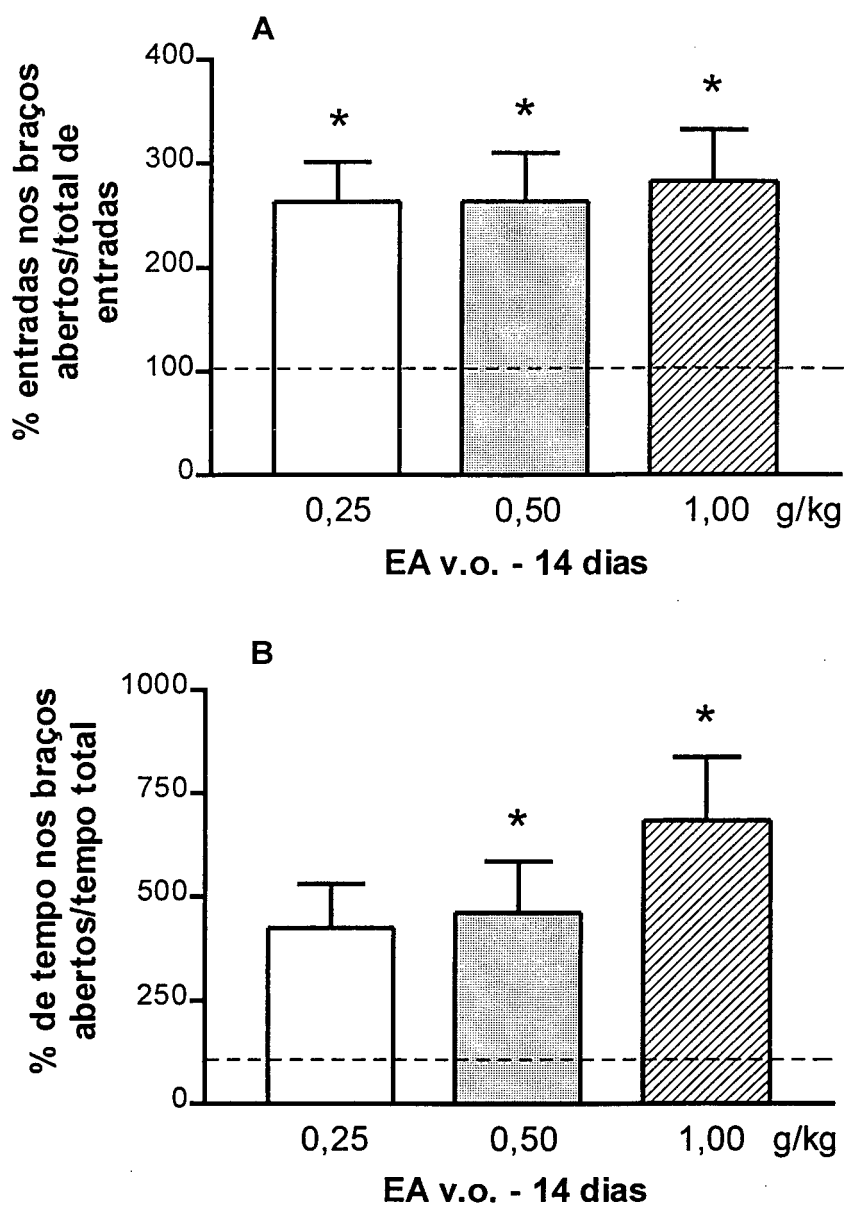 A
% entradas nos braços
abertos/total de
entradas
400
300
200
100
0
*
*
*
0,25
0,50
1,00 g/kg
EA v.o. - 14 dias
B
% de tempo nos braços
abertos/tempo total
1000
750
500
250
0
*
*
0,25
0,50
1,00 g/kg
EA v.o. - 14 dias